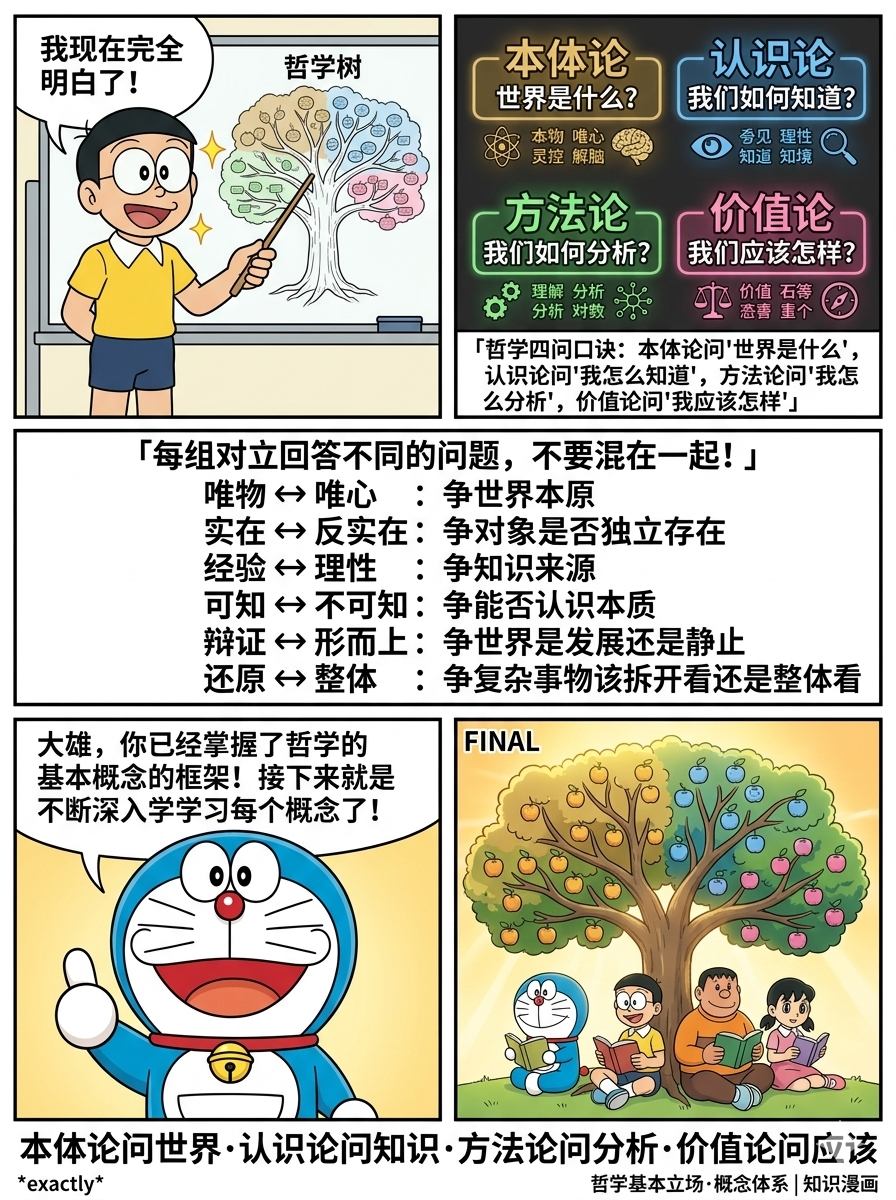 我现在完全
明白了！
哲学树
本体论
世界是什么？
本物 唯心
灵控 解脑
认识论
我们如何知道？
理性
知道 知境
方法论
我们如何分析？
理解 分析
分析 对数
价值论
我们应该怎样？
价值 石等
重个
「哲学四问口诀：本体论问'世界是什么'，
认识论问'我怎么知道'，方法论问'我怎
么分析'，价值论问'我应该怎样'」
「每组对立回答不同的问题，不要混在一起！」
唯物 ↔ 唯心 ：争世界本原
实在 ↔ 反实在：争对象是否独立存在
经验 ↔ 理性 ：争知识来源
可知 ↔ 不可知：争能否认识本质
辩证 ↔ 形而上：争世界是发展还是静止
还原 ↔ 整体 ：争复杂事物该拆开看还是整体看
大雄，你已经掌握了哲学的
基本概念的框架！接下来就是
不断深入学学习每个概念了！
FINAL
本体论问世界·认识论问知识·方法论问分析·价值论问应该
*exactly*
哲学基本立场·概念体系 | 知识漫画